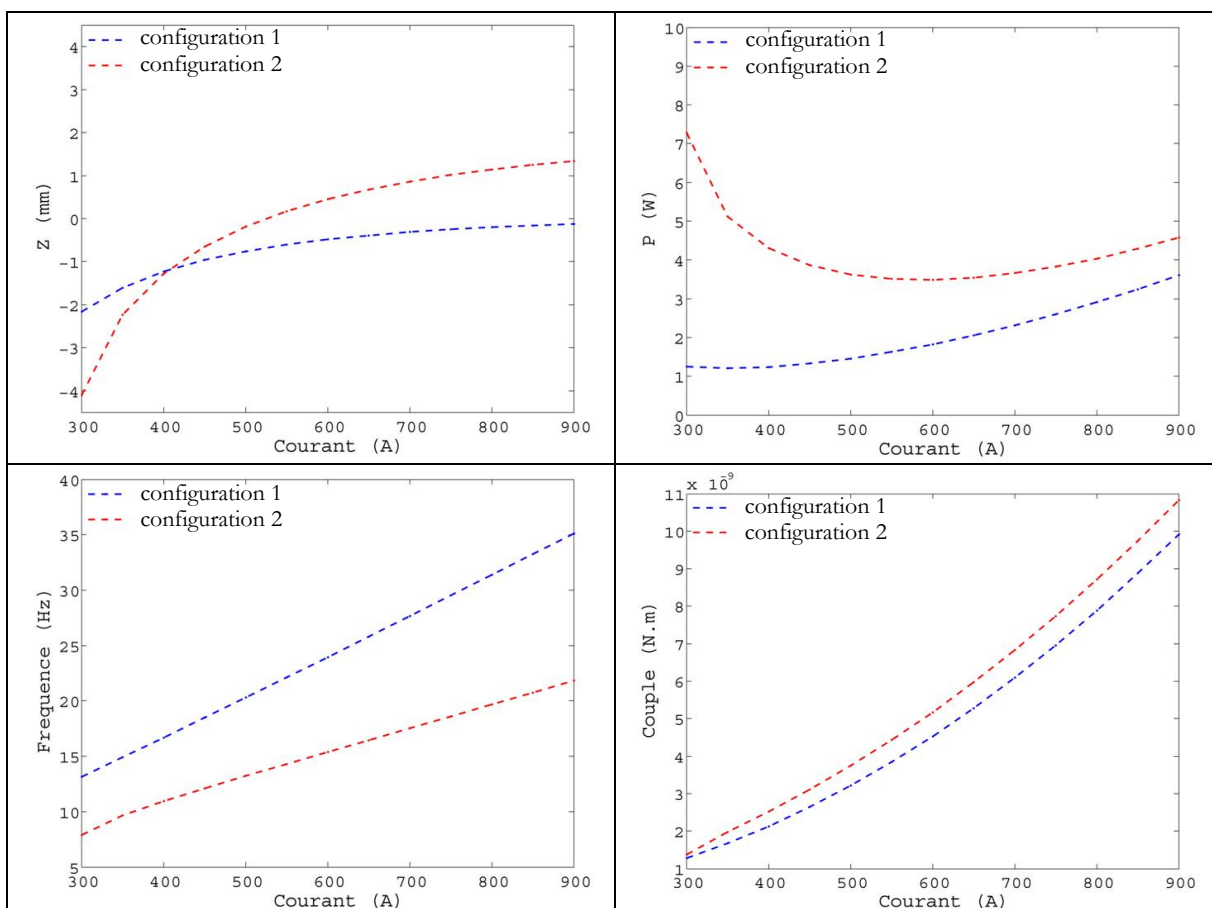 configuration 1
configuration 2
4
3
2
1
0
-1
-2
-3
-4
Z (mm)
300 400 500 600 700 800 900
Courant (A)
configuration 1
configuration 2
10
9
8
7
6
5
4
3
2
1
0
P (W)
300 400 500 600 700 800 900
Courant (A)
configuration 1
configuration 2
40
35
30
25
20
15
10
5
Frequence (Hz)
300 400 500 600 700 800 900
Courant (A)
x 10⁻⁹
configuration 1
configuration 2
11
10
9
8
7
6
5
4
3
2
1
Couple (N.m)
300 400 500 600 700 800 900
Courant (A)